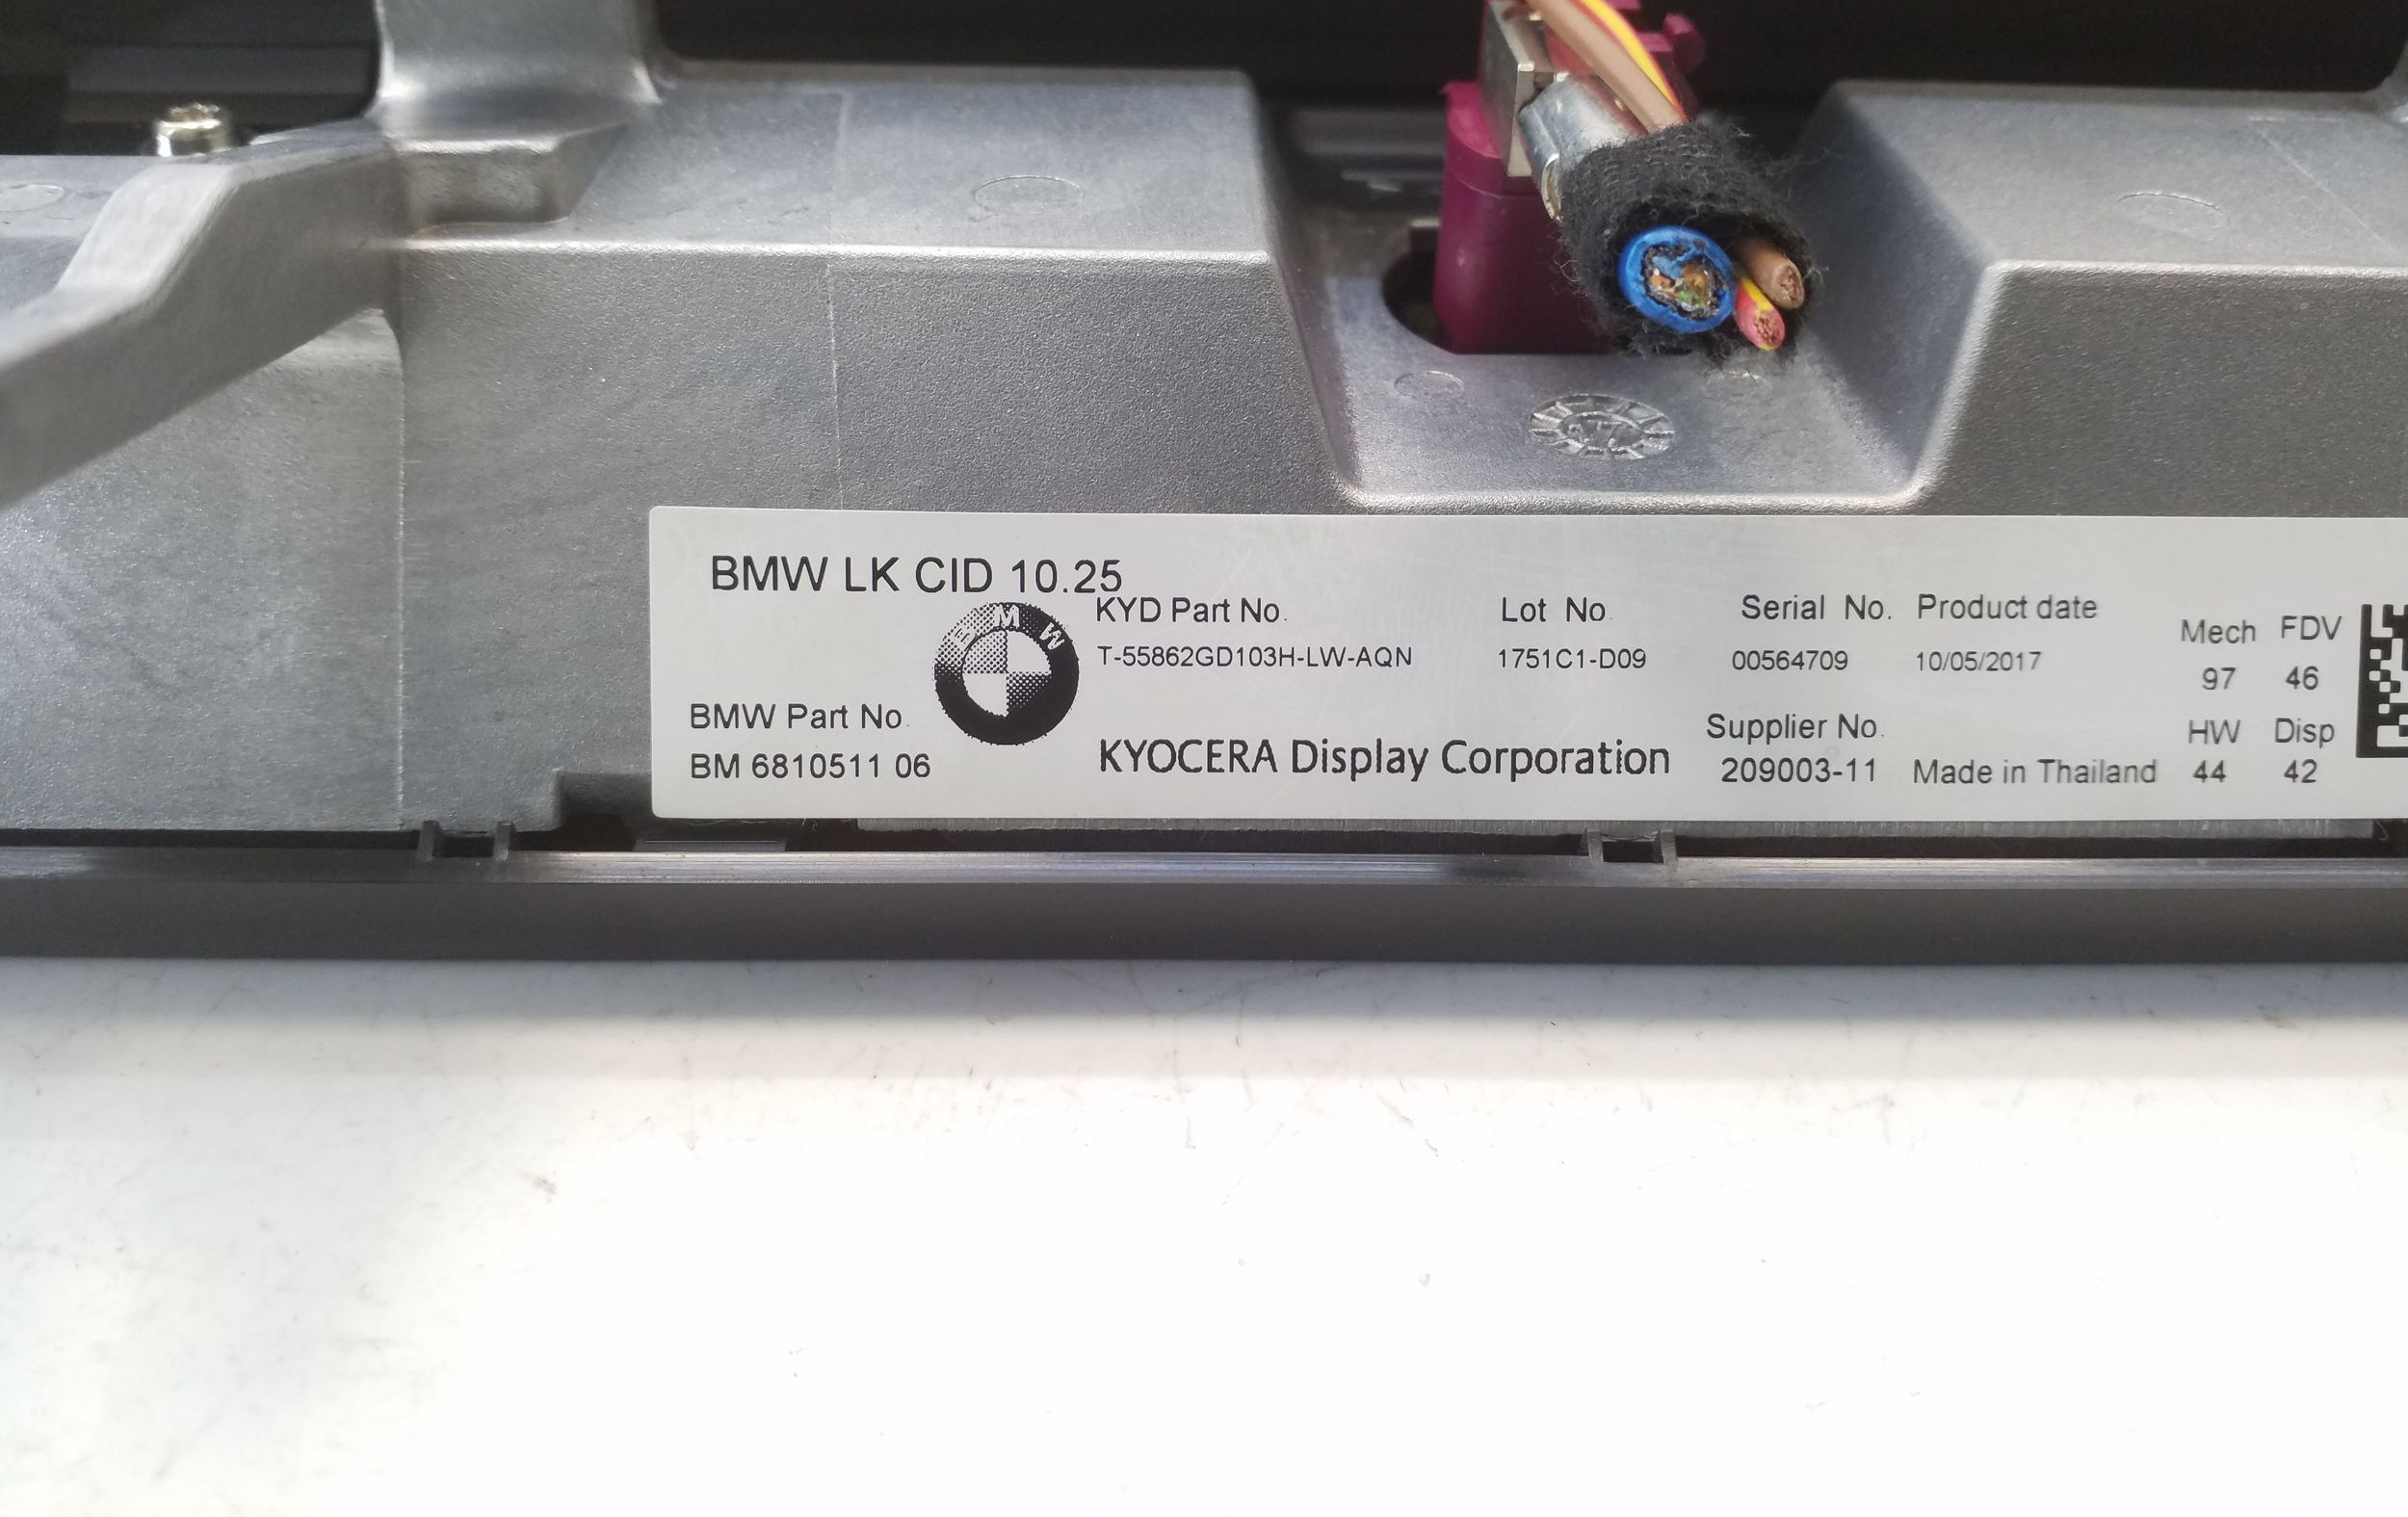 BMW LK CID 10.25
BMW
KYD Part No.
T-55862GD103H-LW-AQN
Lot No.
1751C1-D09
Serial No.
00564709
Product date
10/05/2017
Mech FDV
97 46
BMW Part No.
BM 6810511 06
KYOCERA Display Corporation
Supplier No.
209003-11
Made in Thailand
HW Disp
44 42